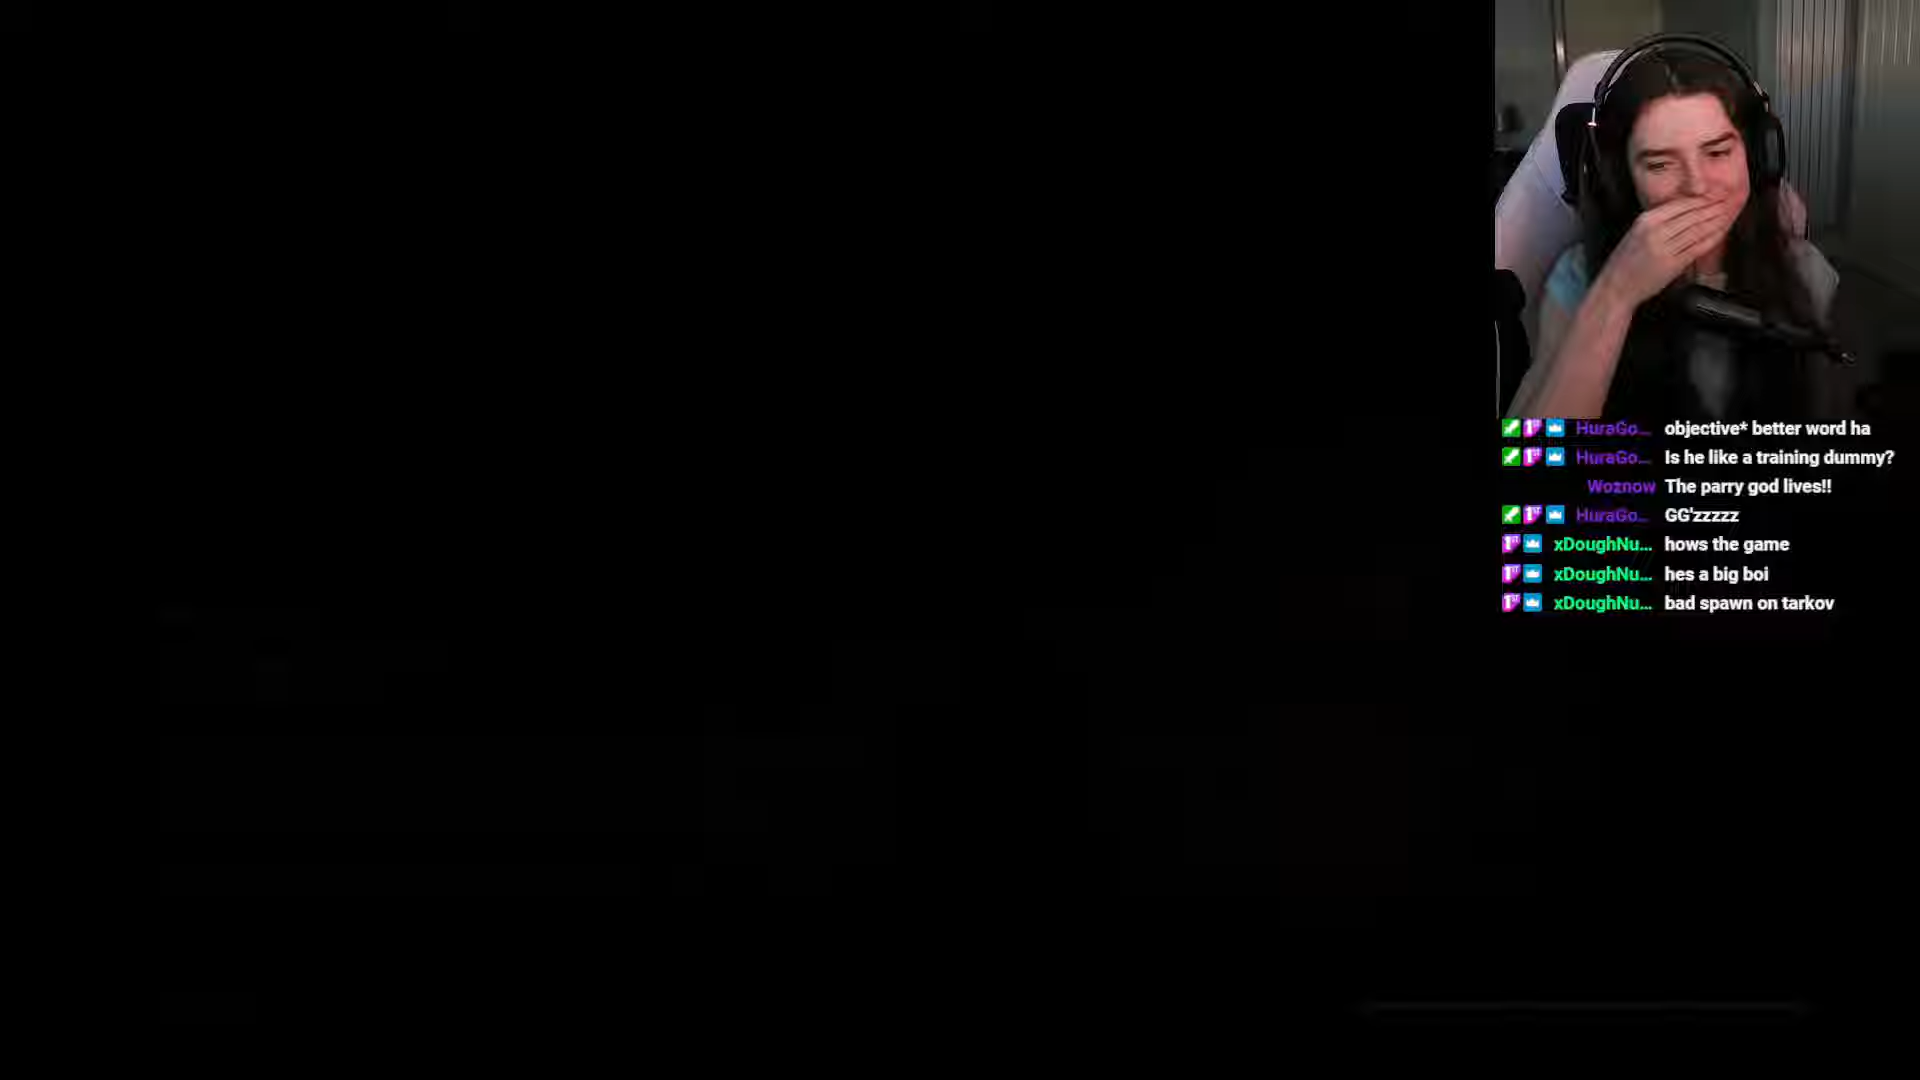 HuraGo... objective* better word ha
HuraGo... Is he like a training dummy?
Woznow The parry god lives!!
HuraGo... GG'zzzzz
xDoughNu... hows the game
xDoughNu... hes a big boi
xDoughNu... bad spawn on tarkov